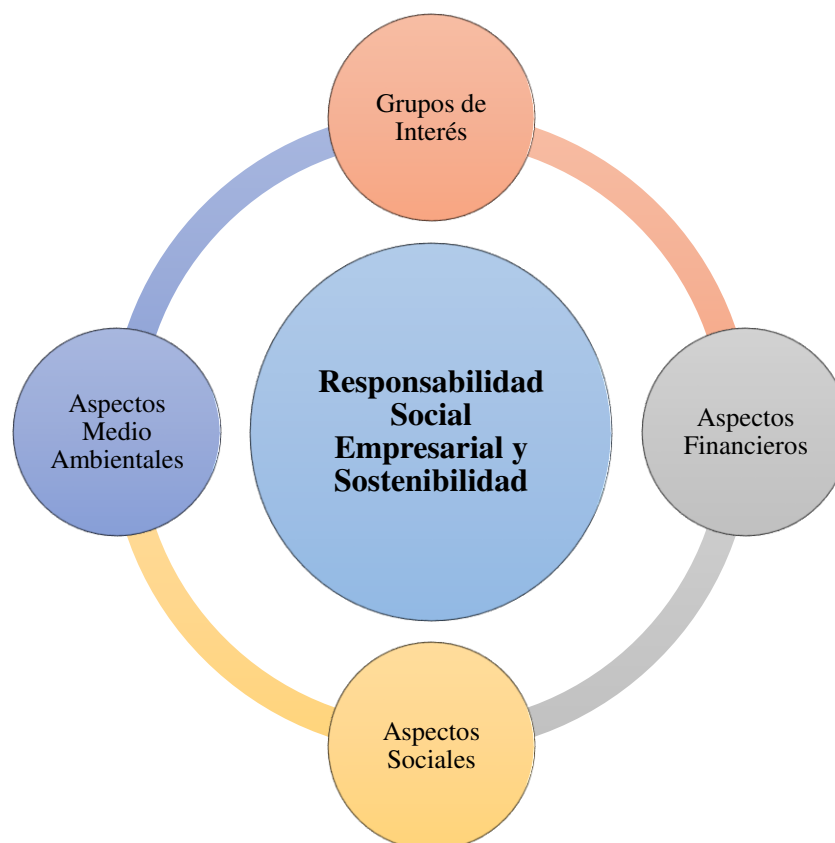 Grupos de
Interés
Responsabilidad
Social
Empresarial y
Sostenibilidad
Aspectos
Medio
Ambientales
Aspectos
Financieros
Aspectos
Sociales